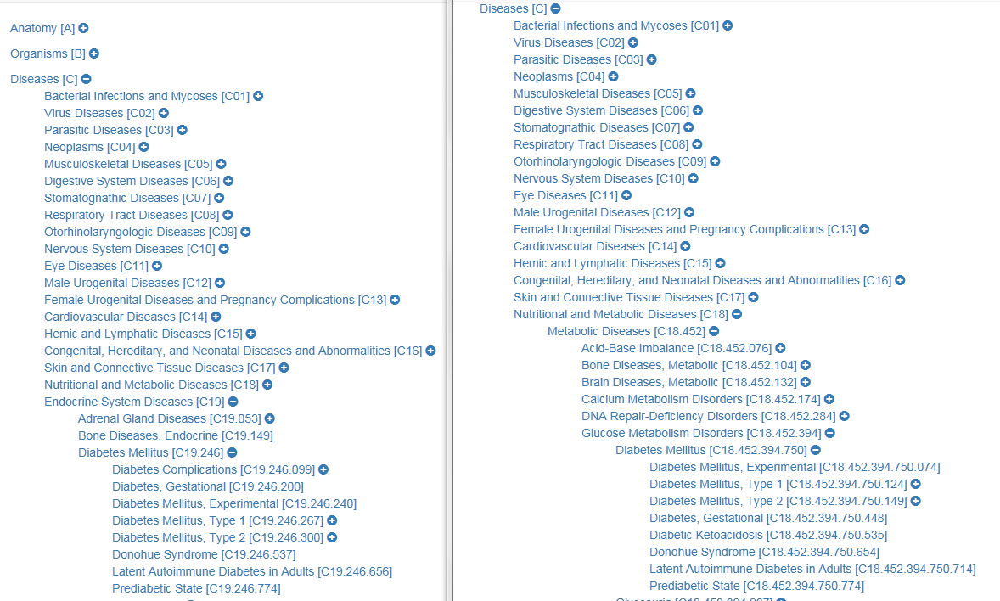 Anatomy [A]
Organisms [B]
Diseases [C]
Bacterial Infections and Mycoses [C01]
Virus Diseases [C02]
Parasitic Diseases [C03]
Neoplasms [C04]
Musculoskeletal Diseases [C05]
Digestive System Diseases [C06]
Stomatognathic Diseases [C07]
Respiratory Tract Diseases [C08]
Otorhinolaryngologic Diseases [C09]
Nervous System Diseases [C10]
Eye Diseases [C11]
Male Urogenital Diseases [C12]
Female Urogenital Diseases and Pregnancy Complications [C13]
Cardiovascular Diseases [C14]
Hemic and Lymphatic Diseases [C15]
Congenital, Hereditary, and Neonatal Diseases and Abnormalities [C16]
Skin and Connective Tissue Diseases [C17]
Nutritional and Metabolic Diseases [C18]
Endocrine System Diseases [C19]
Adrenal Gland Diseases [C19.053]
Bone Diseases, Endocrine [C19.149]
Diabetes Mellitus [C19.246]
Diabetes Complications [C19.246.099]
Diabetes, Gestational [C19.246.200]
Diabetes Mellitus, Experimental [C19.246.240]
Diabetes Mellitus, Type 1 [C19.246.267]
Diabetes Mellitus, Type 2 [C19.246.300]
Donohue Syndrome [C19.246.537]
Latent Autoimmune Diabetes in Adults [C19.246.656]
Prediabetic State [C19.246.774]
Diseases [C]
Bacterial Infections and Mycoses [C01]
Virus Diseases [C02]
Parasitic Diseases [C03]
Neoplasms [C04]
Musculoskeletal Diseases [C05]
Digestive System Diseases [C06]
Stomatognathic Diseases [C07]
Respiratory Tract Diseases [C08]
Otorhinolaryngologic Diseases [C09]
Nervous System Diseases [C10]
Eye Diseases [C11]
Male Urogenital Diseases [C12]
Female Urogenital Diseases and Pregnancy Complications [C13]
Cardiovascular Diseases [C14]
Hemic and Lymphatic Diseases [C15]
Congenital, Hereditary, and Neonatal Diseases and Abnormalities [C16]
Skin and Connective Tissue Diseases [C17]
Nutritional and Metabolic Diseases [C18]
Metabolic Diseases [C18.452]
Acid-Base Imbalance [C18.452.076]
Bone Diseases, Metabolic [C18.452.104]
Brain Diseases, Metabolic [C18.452.132]
Calcium Metabolism Disorders [C18.452.174]
DNA Repair-Deficiency Disorders [C18.452.284]
Glucose Metabolism Disorders [C18.452.394]
Diabetes Mellitus [C18.452.394.750]
Diabetes Mellitus, Experimental [C18.452.394.750.074]
Diabetes Mellitus, Type 1 [C18.452.394.750.124]
Diabetes Mellitus, Type 2 [C18.452.394.750.149]
Diabetes, Gestational [C18.452.394.750.448]
Diabetic Ketoacidosis [C18.452.394.750.535]
Donohue Syndrome [C18.452.394.750.654]
Latent Autoimmune Diabetes in Adults [C18.452.394.750.714]
Prediabetic State [C18.452.394.750.774]